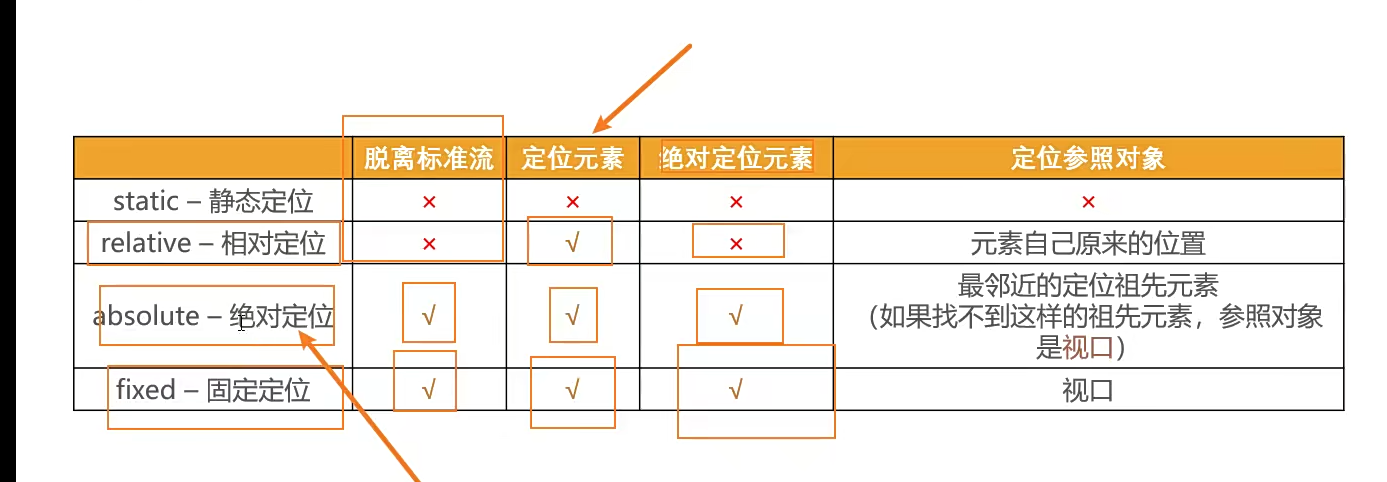 脱离标准流 定位元素 绝对定位元素 定位参照对象
static – 静态定位 × × × ×
relative – 相对定位 × √ × 元素自己原来的位置
absolute – 绝对定位 √ √ √ 最邻近的定位祖先元素
（如果找不到这样的祖先元素，参照对象
是视口）
fixed – 固定定位 √ √ √ 视口